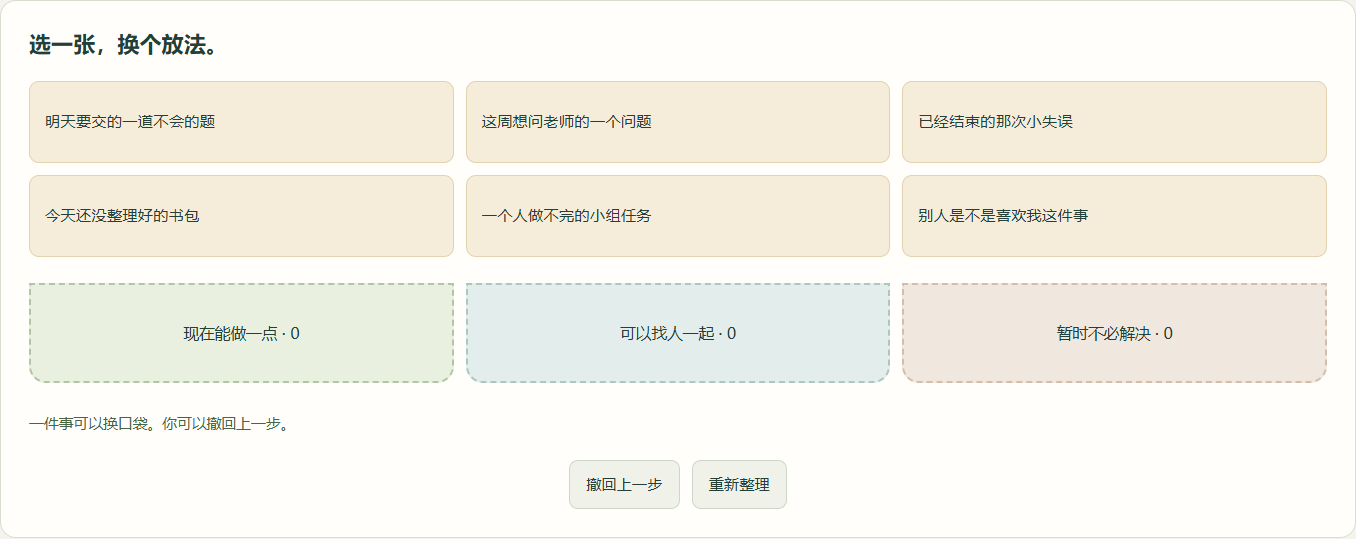 选一张，换个放法。
明天要交的一道不会的题
这周想问老师的一个问题
已经结束的那次小失误
今天还没整理好的书包
一个人做不完的小组任务
别人是不是喜欢我这件事
现在能做一点 · 0
可以找人一起 · 0
暂时不必解决 · 0
一件事可以换口袋。你可以撤回上一步。
撤回上一步
重新整理